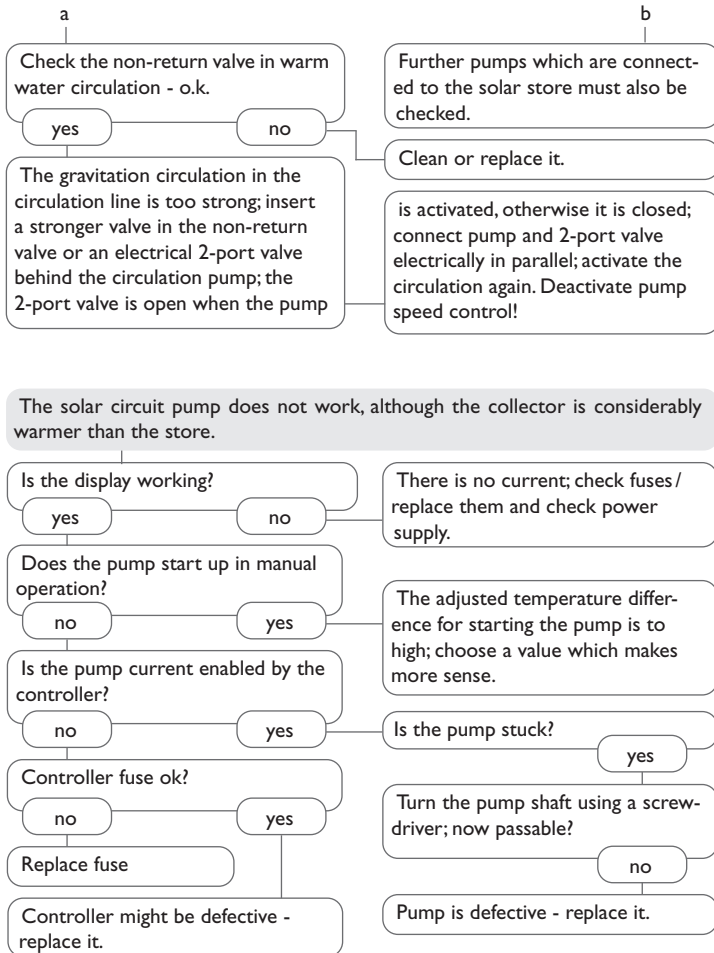 a
b
Check the non-return valve in warm
water circulation - o.k.
yes
no
The gravitation circulation in the
circulation line is too strong; insert
a stronger valve in the non-return
valve or an electrical 2-port valve
behind the circulation pump; the
2-port valve is open when the pump
Further pumps which are connect-
ed to the solar store must also be
checked.
Clean or replace it.
is activated, otherwise it is closed;
connect pump and 2-port valve
electrically in parallel; activate the
circulation again. Deactivate pump
speed control!
The solar circuit pump does not work, although the collector is considerably
warmer than the store.
Is the display working?
yes
no
There is no current; check fuses/
replace them and check power
supply.
Does the pump start up in manual
operation?
no
yes
The adjusted temperature differ-
ence for starting the pump is to
high; choose a value which makes
more sense.
Is the pump current enabled by the
controller?
no
yes
Is the pump stuck?
yes
Controller fuse ok?
no
yes
Turn the pump shaft using a screw-
driver; now passable?
no
Replace fuse
Controller might be defective -
replace it.
Pump is defective - replace it.